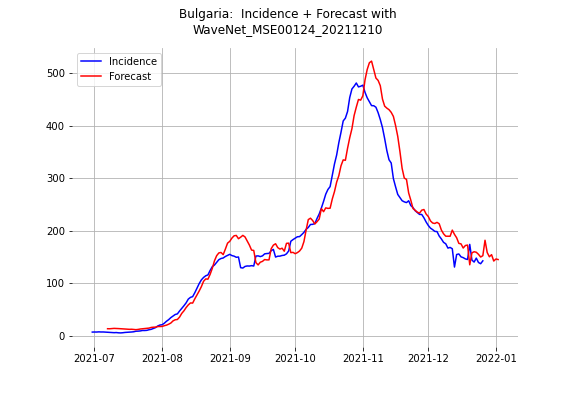 Bulgaria:  Incidence + Forecast with
WaveNet_MSE00124_20211210
Incidence
Forecast
500
400
300
200
100
0
2021-07 2021-08 2021-09 2021-10 2021-11 2021-12 2022-01